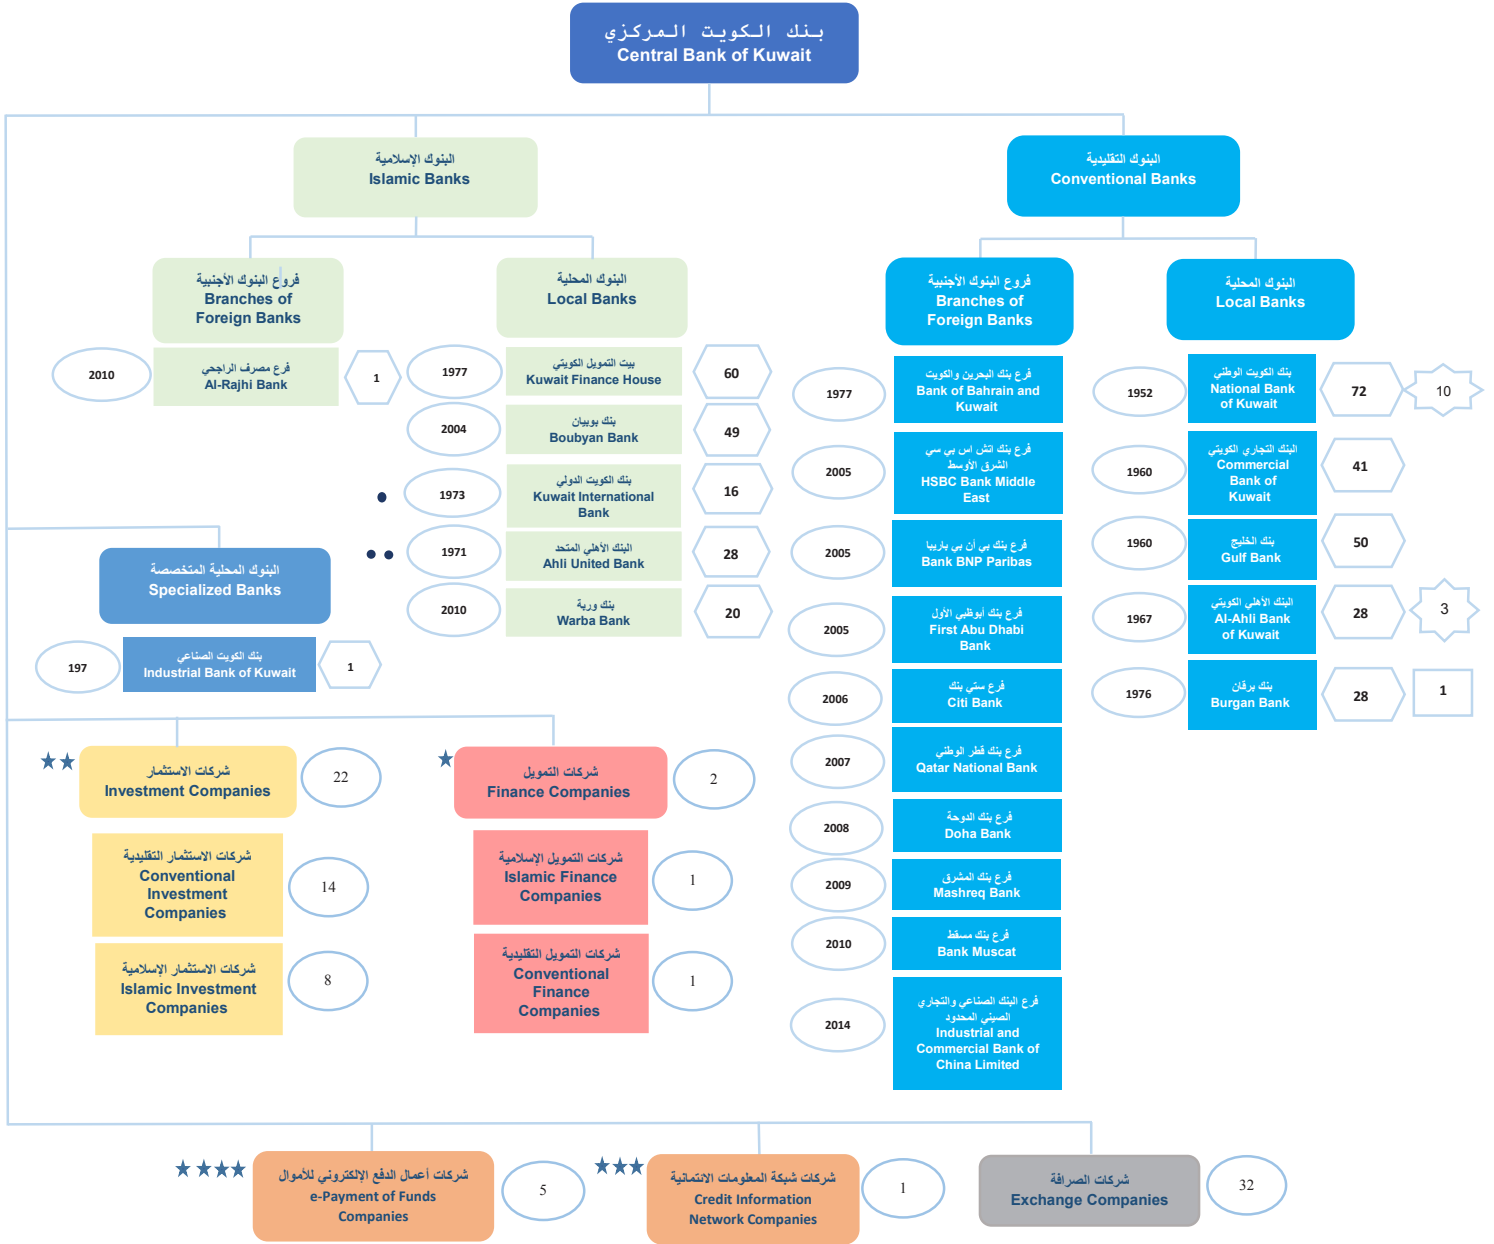 بنك الكويت المركزي
Central Bank of Kuwait
البنوك الإسلامية
Islamic Banks
البنوك التقليدية
Conventional Banks
فروع البنوك الأجنبية
Branches of
Foreign Banks
2010
فرع مصرف الراجحي
Al-Rajhi Bank
1
البنوك المحلية
Local Banks
1977
بيت التمويل الكويتي
Kuwait Finance House
60
2004
بنك بوبيان
Boubyan Bank
49
1973
بنك الكويت الدولي
Kuwait International
Bank
16
1971
البنك الأهلي المتحد
Ahli United Bank
28
2010
بنك وربة
Warba Bank
20
فروع البنوك الأجنبية
Branches of
Foreign Banks
1977
فرع بنك البحرين والكويت
Bank of Bahrain and
Kuwait
2005
فرع بنك اتش اس بي سي
الشرق الأوسط
HSBC Bank Middle
East
2005
فرع بنك بي أن بي باريبا
Bank BNP Paribas
2005
فرع بنك أبوظبي الأول
First Abu Dhabi
Bank
2006
فرع ستي بنك
Citi Bank
2007
فرع بنك قطر الوطني
Qatar National Bank
2008
فرع بنك الدوحة
Doha Bank
2009
فرع بنك المشرق
Mashreq Bank
2010
فرع بنك مسقط
Bank Muscat
2014
فرع البنك الصناعي والتجاري
الصيني المحدود
Industrial and
Commercial Bank of
China Limited
البنوك المحلية
Local Banks
1952
بنك الكويت الوطني
National Bank
of Kuwait
72
10
1960
البنك التجاري الكويتي
Commercial
Bank of
Kuwait
41
1960
بنك الخليج
Gulf Bank
50
1967
البنك الأهلي الكويتي
Al-Ahli Bank
of Kuwait
28
3
1976
بنك برقان
Burgan Bank
28
1
البنوك المحلية المتخصصة
Specialized Banks
197
بنك الكويت الصناعي
Industrial Bank of Kuwait
1
شركات الاستثمار
Investment Companies
22
شركات الاستثمار التقليدية
Conventional
Investment
Companies
14
شركات الاستثمار الإسلامية
Islamic Investment
Companies
8
شركات التمويل
Finance Companies
2
شركات التمويل الإسلامية
Islamic Finance
Companies
1
شركات التمويل التقليدية
Conventional
Finance
Companies
1
شركات أعمال الدفع الإلكتروني للأموال
e-Payment of Funds
Companies
5
شركات شبكة المعلومات الائتمانية
Credit Information
Network Companies
1
شركات الصرافة
Exchange Companies
32